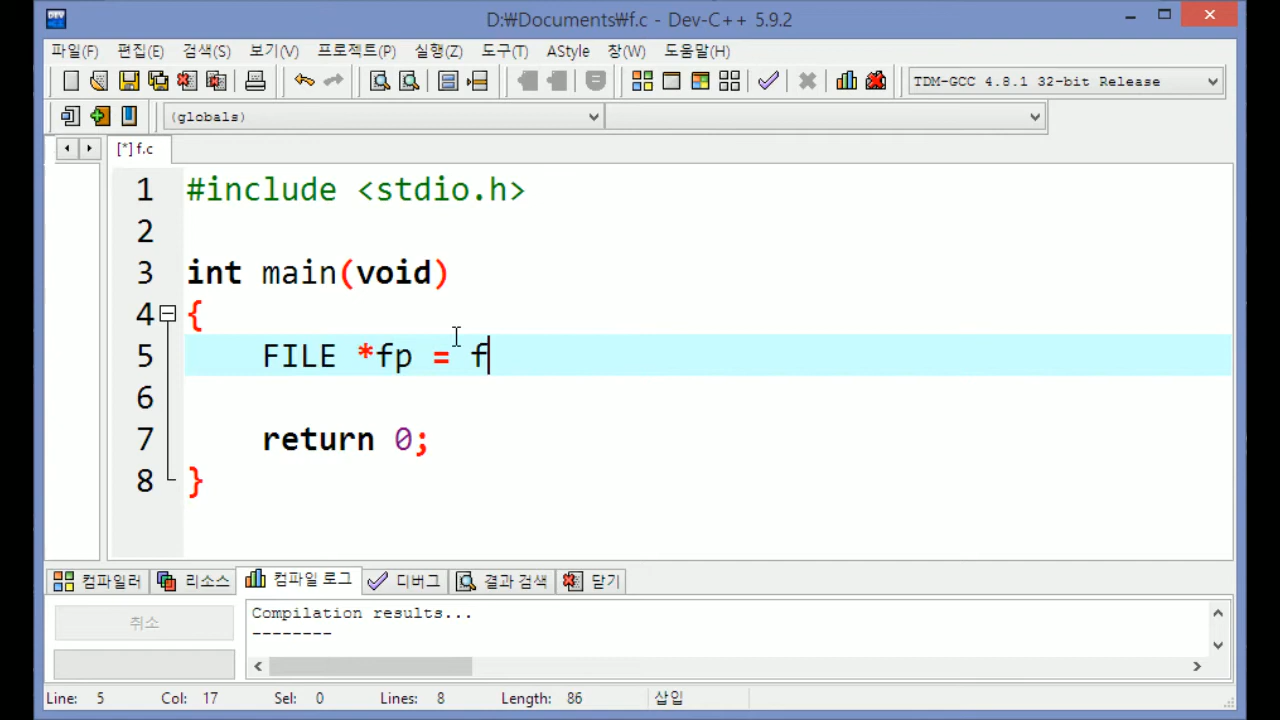 D:₩Documents₩f.c - Dev-C++ 5.9.2
파일(F) 편집(E) 검색(S) 보기(V) 프로젝트(P) 실행(Z) 도구(T) AStyle 창(W) 도움말(H)
TDM-GCC 4.8.1 32-bit Release
(globals)
[*] f.c
1 #include <stdio.h>
2
3 int main(void)
4 {
5 FILE *fp = f
6
7 return 0;
8 }
컴파일러 리소스 컴파일 로그 디버그 결과 검색 닫기
취소
Compilation results...
--------
Line: 5 Col: 17 Sel: 0 Lines: 8 Length: 86 삽입